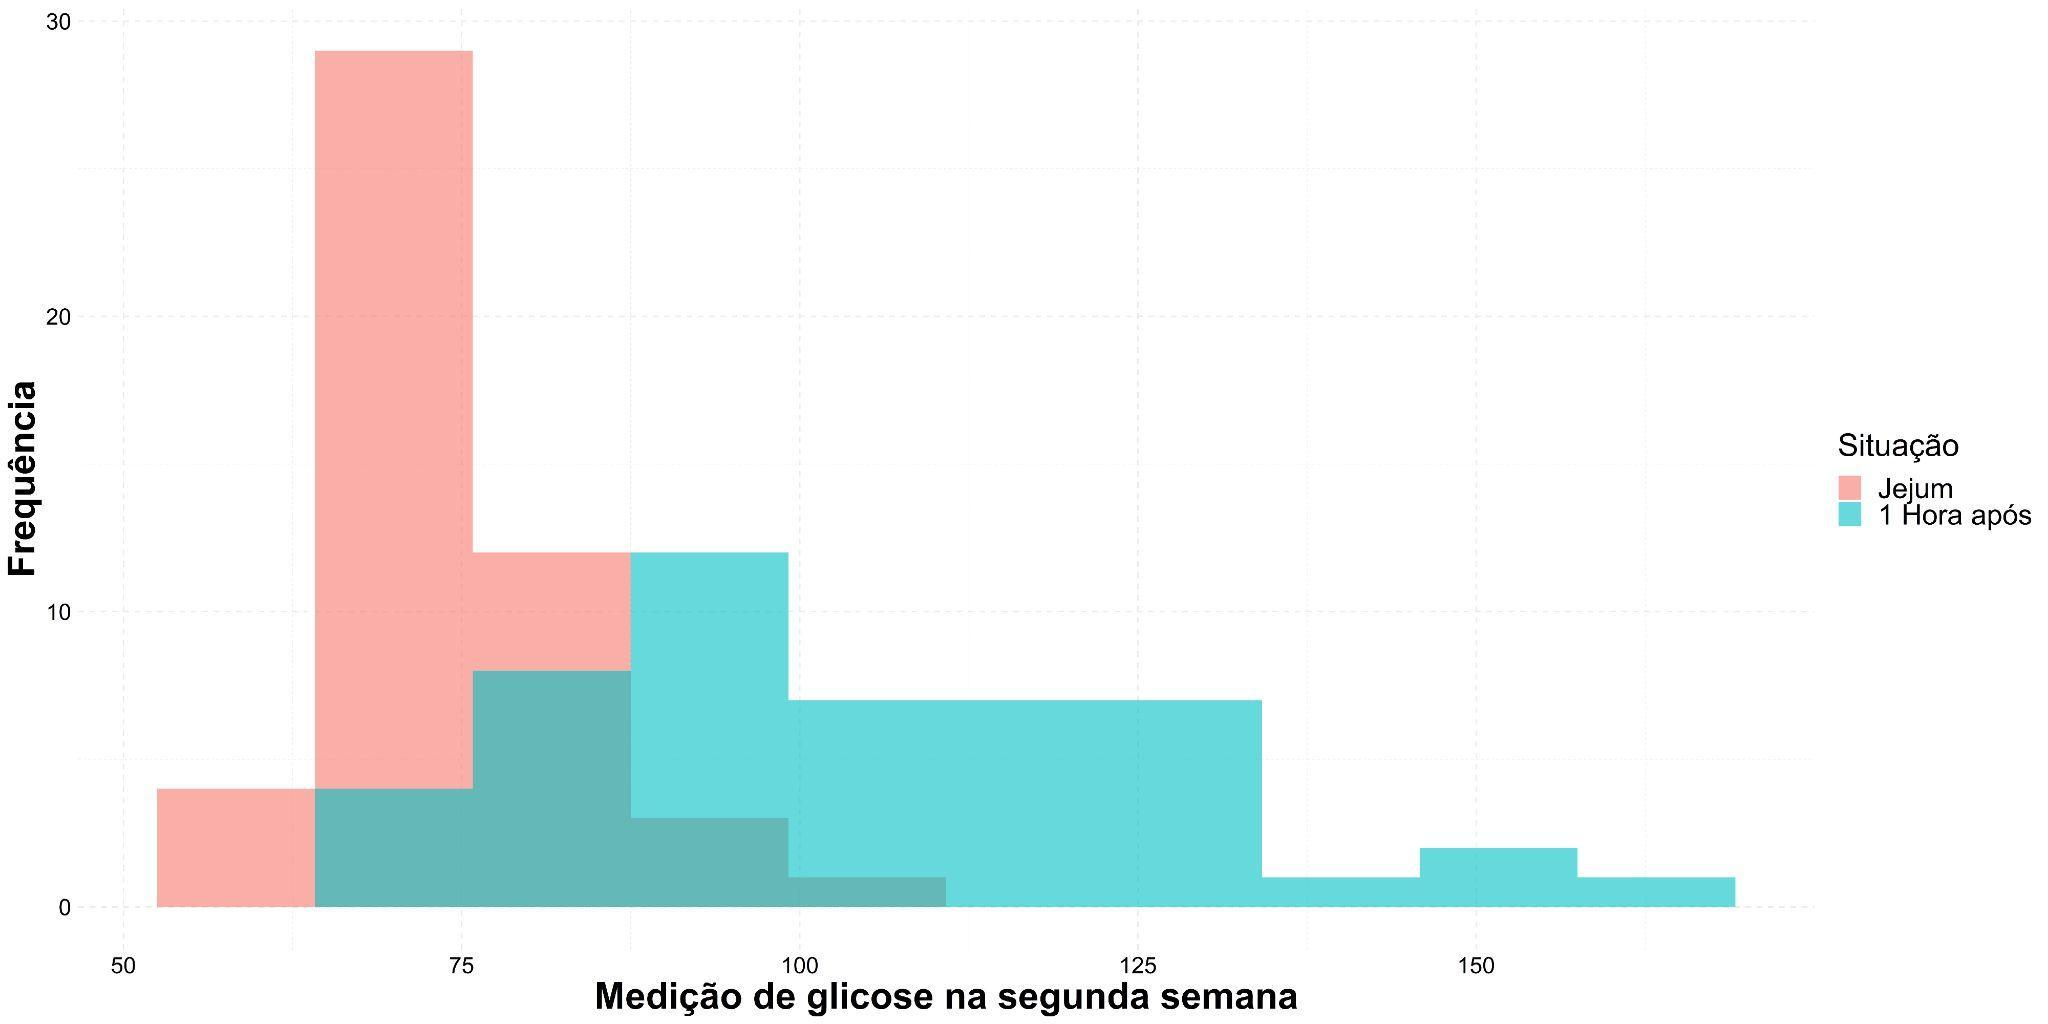 30
20
10
0
Frequência
50 75 100 125 150
Medição de glicose na segunda semana
Situação
Jejum
1 Hora após